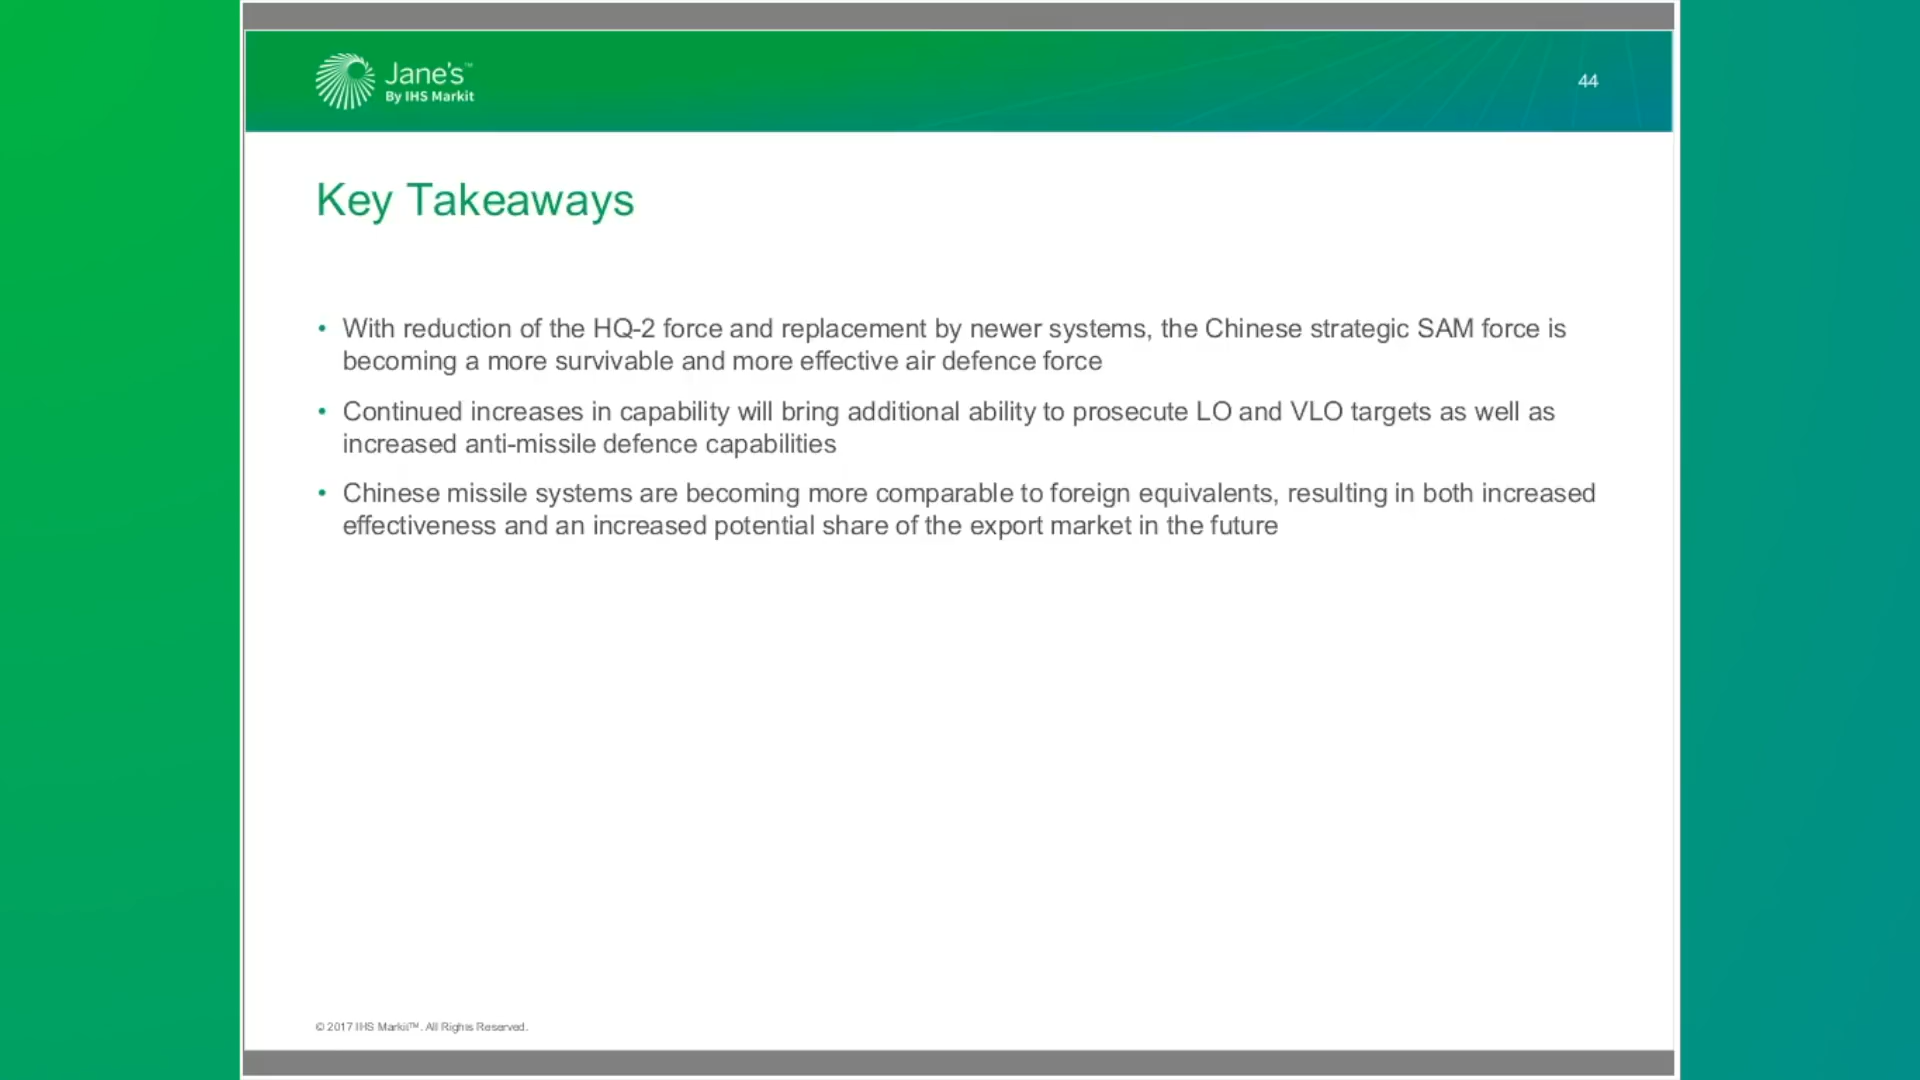 Jane's™
By IHS Markit
44
Key Takeaways
• With reduction of the HQ-2 force and replacement by newer systems, the Chinese strategic SAM force is
becoming a more survivable and more effective air defence force
• Continued increases in capability will bring additional ability to prosecute LO and VLO targets as well as
increased anti-missile defence capabilities
• Chinese missile systems are becoming more comparable to foreign equivalents, resulting in both increased
effectiveness and an increased potential share of the export market in the future
© 2017 IHS Markit™. All Rights Reserved.